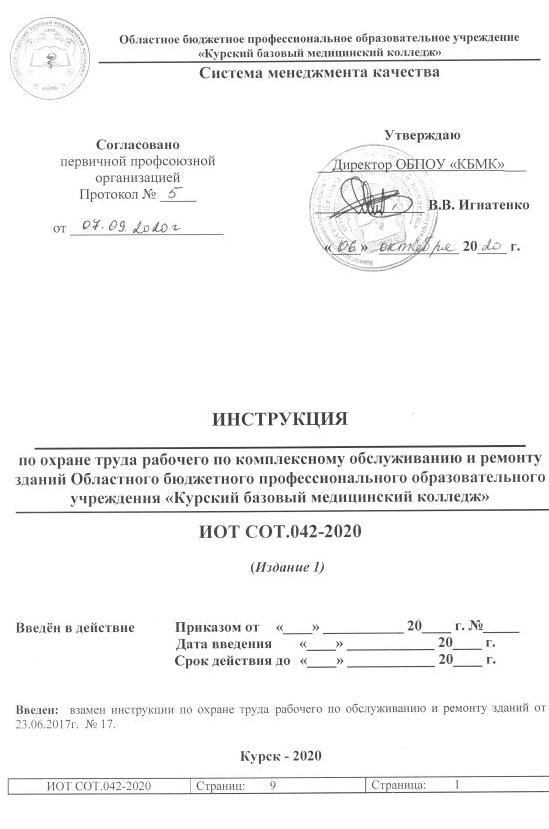 Областное бюджетное профессиональное образовательное учреждение
«Курский базовый медицинский колледж»
Система менеджмента качества
Согласовано
первичной профсоюзной
организацией
Протокол № 5
от 07.09.2020г
Утверждаю
Директор ОБПОУ «КБМК»
В.В. Игнатенко
«06» октября 2020 г.
ИНСТРУКЦИЯ
по охране труда рабочего по комплексному обслуживанию и ремонту
зданий Областного бюджетного профессионального образовательного
учреждения «Курский базовый медицинский колледж»
ИОТ СОТ.042-2020
(Издание 1)
Введён в действие Приказом от «____» ___________ 20____ г. №_____
Дата введения «____» ____________ 20____ г.
Срок действия до «____» ____________ 20____ г.
Введен: взамен инструкции по охране труда рабочего по обслуживанию и ремонту зданий от
23.06.2017г. № 17.
Курск - 2020
ИОТ СОТ.042-2020 Страниц: 9 Страница: 1